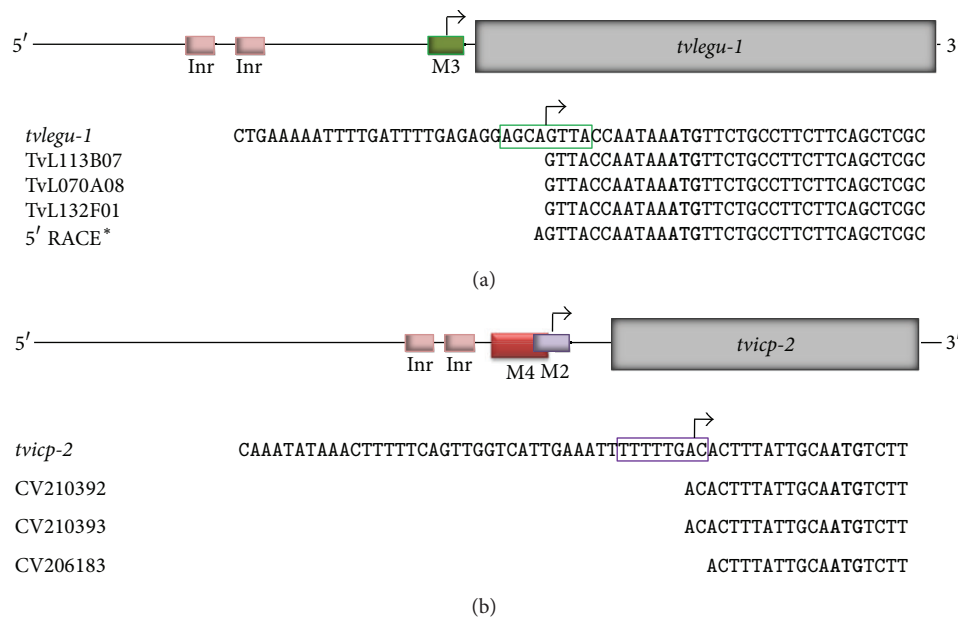 5′ tvlegu-1 3
Inr Inr M3
tvlegu-1 CTGAAAAATTTTGATTTTGAGAGGAGCAGTTACCAATAAATGTTCTGCCTTCTTCAGCTCGC
TvL113B07 GTTACCAATAAATGTTCTGCCTTCTTCAGCTCGC
TvL070A08 GTTACCAATAAATGTTCTGCCTTCTTCAGCTCGC
TvL132F01 GTTACCAATAAATGTTCTGCCTTCTTCAGCTCGC
5′ RACE* AGTTACCAATAAATGTTCTGCCTTCTTCAGCTCGC
(a)
5′ tvicp-2 3′
Inr Inr M4 M2
tvicp-2 CAAATATAAACTTTTTCAGTTGGTCATTGAAATTTTTTTGACACTTTATTGCAATGTCTT
CV210392 ACACTTTATTGCAATGTCTT
CV210393 ACACTTTATTGCAATGTCTT
CV206183 ACTTTATTGCAATGTCTT
(b)